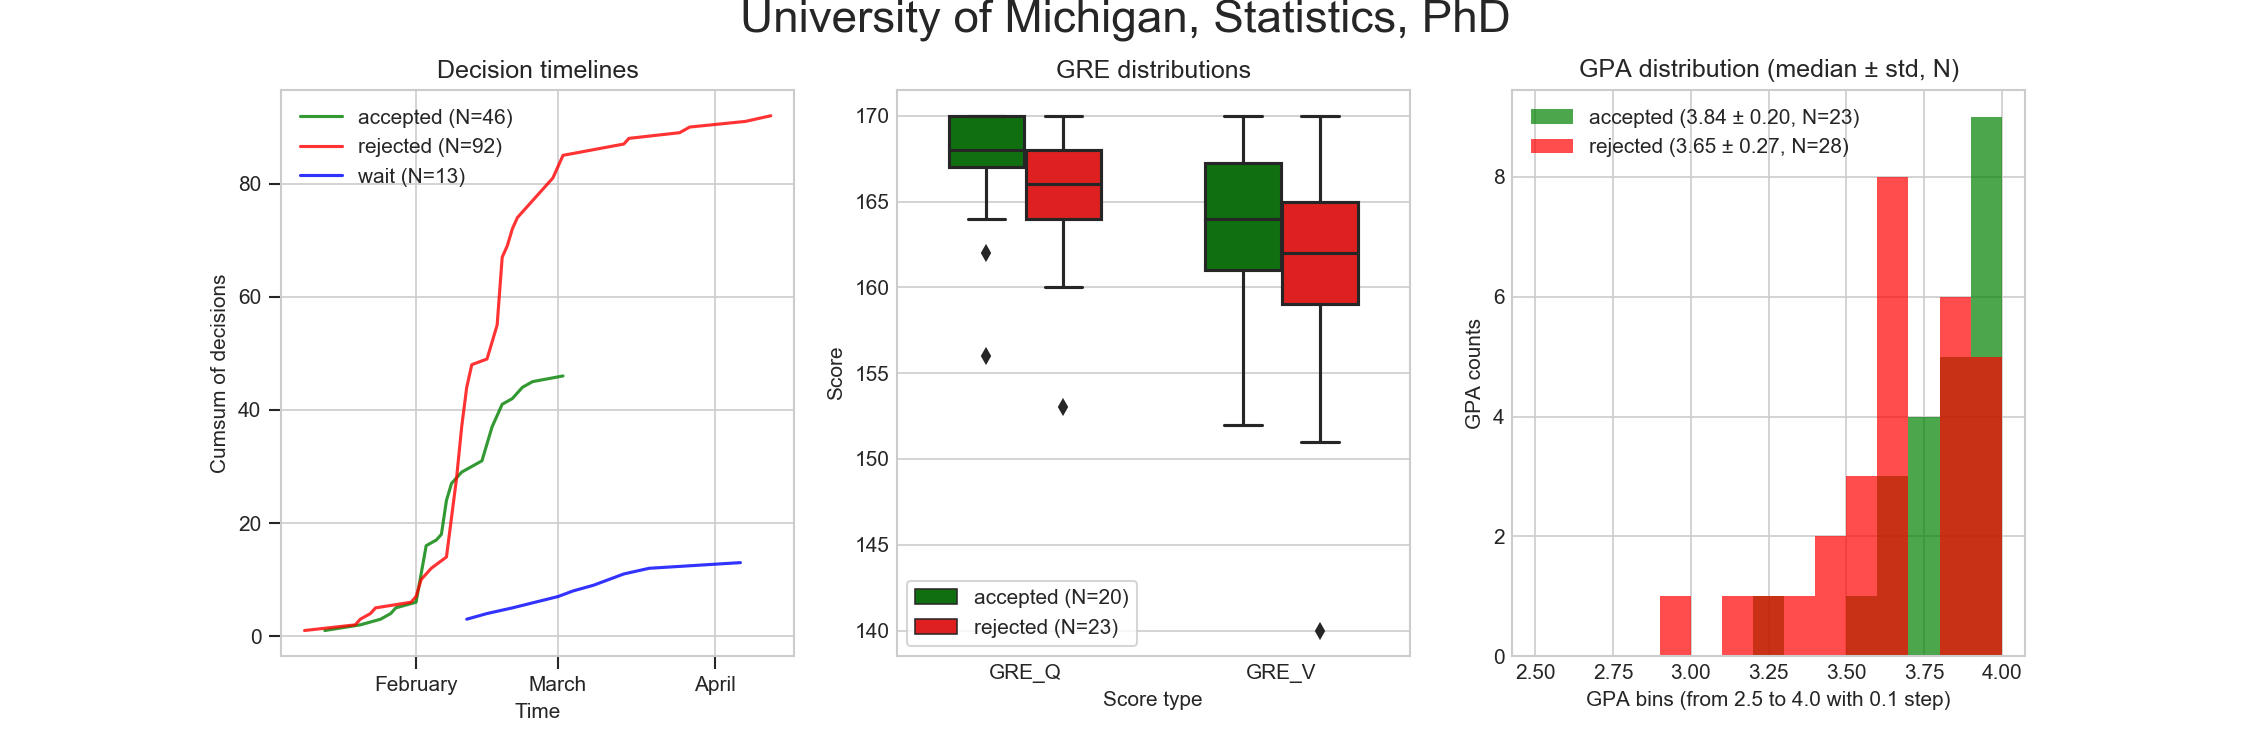 University of Michigan, Statistics, PhD
Decision timelines
accepted (N=46)
rejected (N=92)
wait (N=13)
80
60
40
20
0
Cumsum of decisions
February March April
Time
GRE distributions
170
165
160
155
150
145
140
Score
accepted (N=20)
rejected (N=23)
GRE_Q GRE_V
Score type
GPA distribution (median ± std, N)
accepted (3.84 ± 0.20, N=23)
rejected (3.65 ± 0.27, N=28)
8
6
4
2
0
GPA counts
2.50 2.75 3.00 3.25 3.50 3.75 4.00
GPA bins (from 2.5 to 4.0 with 0.1 step)